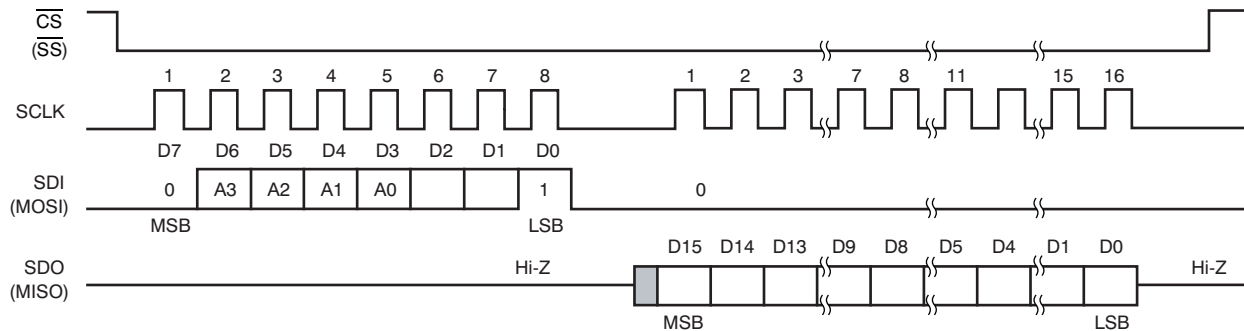 CS
(SS)
1 2 3 4 5 6 7 8 1 2 3 7 8 11 15 16
SCLK
D7 D6 D5 D4 D3 D2 D1 D0
SDI
(MOSI)
0 A3 A2 A1 A0 1 0
MSB LSB
D15 D14 D13 D9 D8 D5 D4 D1 D0
SDO
(MISO)
Hi-Z Hi-Z
MSB LSB